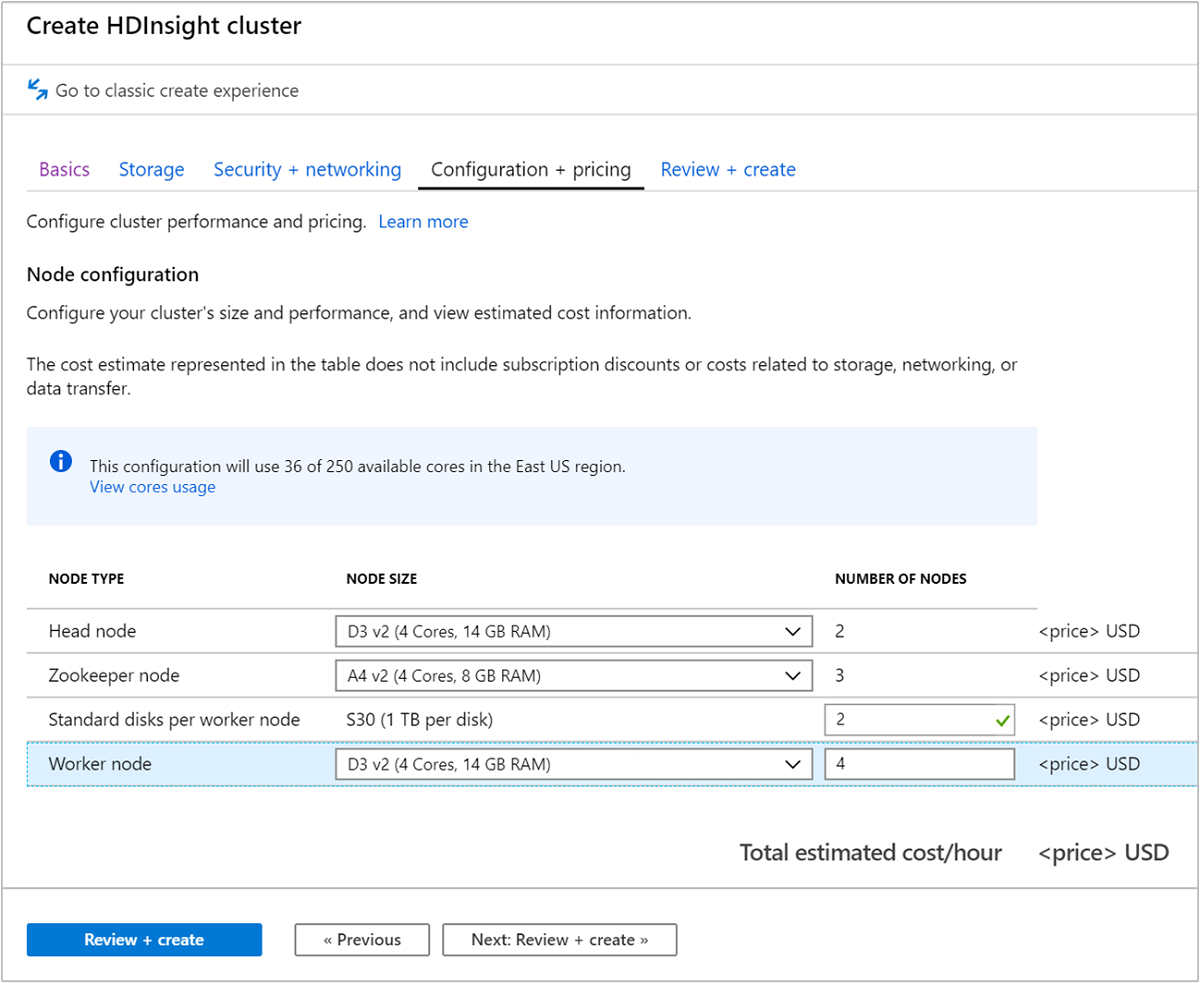 Create HDInsight cluster
Go to classic create experience
Basics Storage Security + networking Configuration + pricing Review + create
Configure cluster performance and pricing. Learn more
Node configuration
Configure your cluster's size and performance, and view estimated cost information.
The cost estimate represented in the table does not include subscription discounts or costs related to storage, networking, or
data transfer.
This configuration will use 36 of 250 available cores in the East US region.
View cores usage
NODE TYPE NODE SIZE NUMBER OF NODES
Head node D3 v2 (4 Cores, 14 GB RAM) 2 <price> USD
Zookeeper node A4 v2 (4 Cores, 8 GB RAM) 3 <price> USD
Standard disks per worker node S30 (1 TB per disk) 2 <price> USD
Worker node D3 v2 (4 Cores, 14 GB RAM) 4 <price> USD
Total estimated cost/hour <price> USD
Review + create « Previous Next: Review + create »